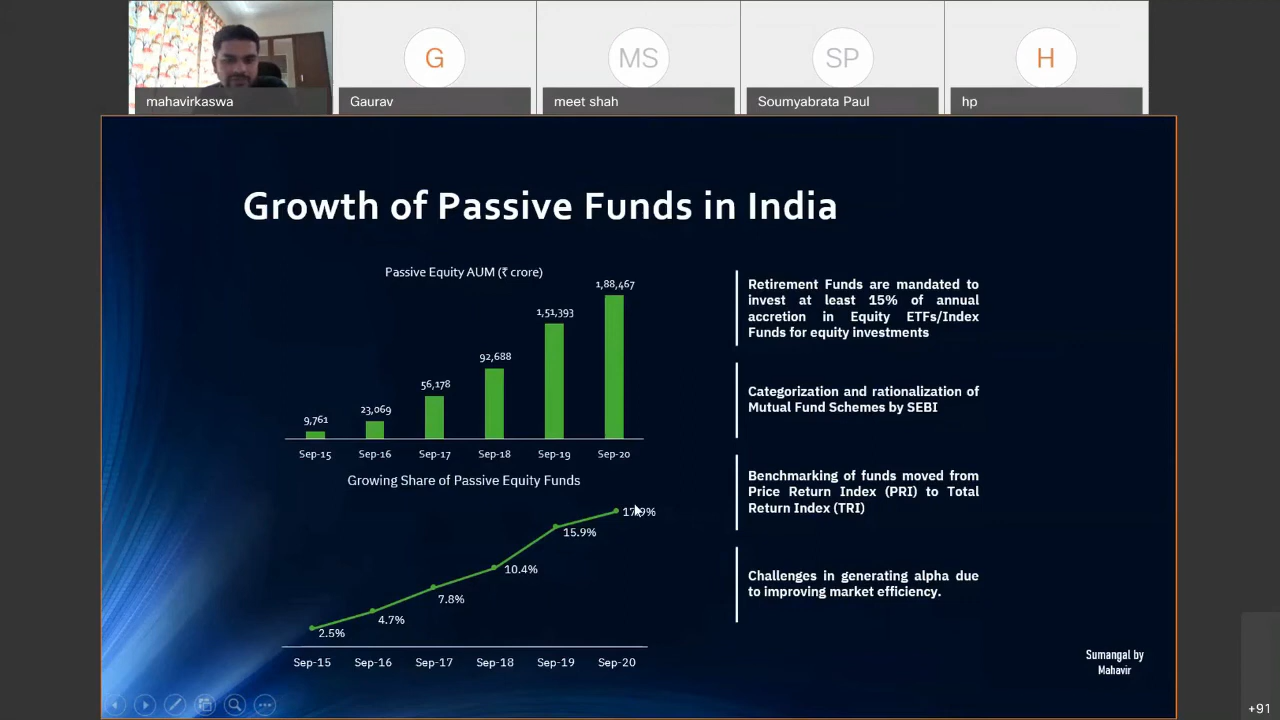 G
MS
SP
H
mahavirkaswa
Gaurav
meet shah
Soumyabrata Paul
hp
Growth of Passive Funds in India
Passive Equity AUM (₹ crore)
9,761
23,069
56,178
92,688
1,51,393
1,88,467
Sep-15 Sep-16 Sep-17 Sep-18 Sep-19 Sep-20
Growing Share of Passive Equity Funds
2.5%
4.7%
7.8%
10.4%
15.9%
17.9%
Sep-15 Sep-16 Sep-17 Sep-18 Sep-19 Sep-20
Retirement Funds are mandated to
invest at least 15% of annual
accretion in Equity ETFs/Index
Funds for equity investments
Categorization and rationalization of
Mutual Fund Schemes by SEBI
Benchmarking of funds moved from
Price Return Index (PRI) to Total
Return Index (TRI)
Challenges in generating alpha due
to improving market efficiency.
Sumangal by
Mahavir
+91